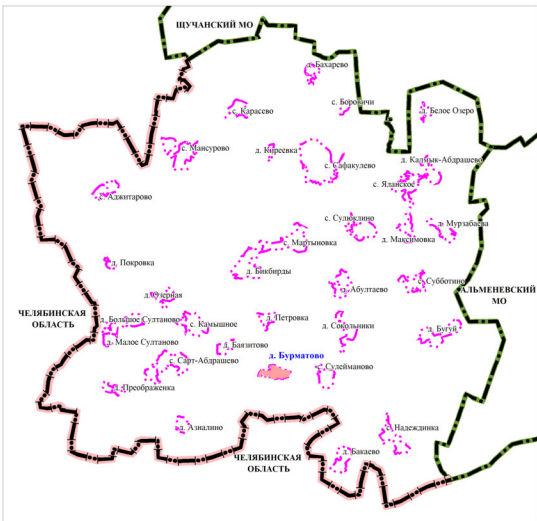 ЩУЧАНСКИЙ МО
д. Бахарево
с. Боровичи
с. Карасево
д. Белое Озеро
с. Мансурово
д. Киреевка
с. Сафакулево
д. Калмык-Абдрашево
с. Яланское
с. Аджитарово
с. Сулюклино
д. Мурзабаева
с. Мартыновка
д. Максимовка
д. Покровка
д. Бикбирды
с. Субботино
д. Озерная
д. Абултаево
АЛЬМЕНЕВСКИЙ
МО
ЧЕЛЯБИНСКАЯ
ОБЛАСТЬ
д. Большое Султаново
с. Камышное
д. Петровка
д. Сокольники
д. Бугуй
д. Малое Султаново
д. Баязитово
с. Сарт-Абдрашево
д. Бурматово
с. Сулейманово
д. Преображенка
д. Азналино
с. Надеждинка
д. Бакаево
ЧЕЛЯБИНСКАЯ
ОБЛАСТЬ